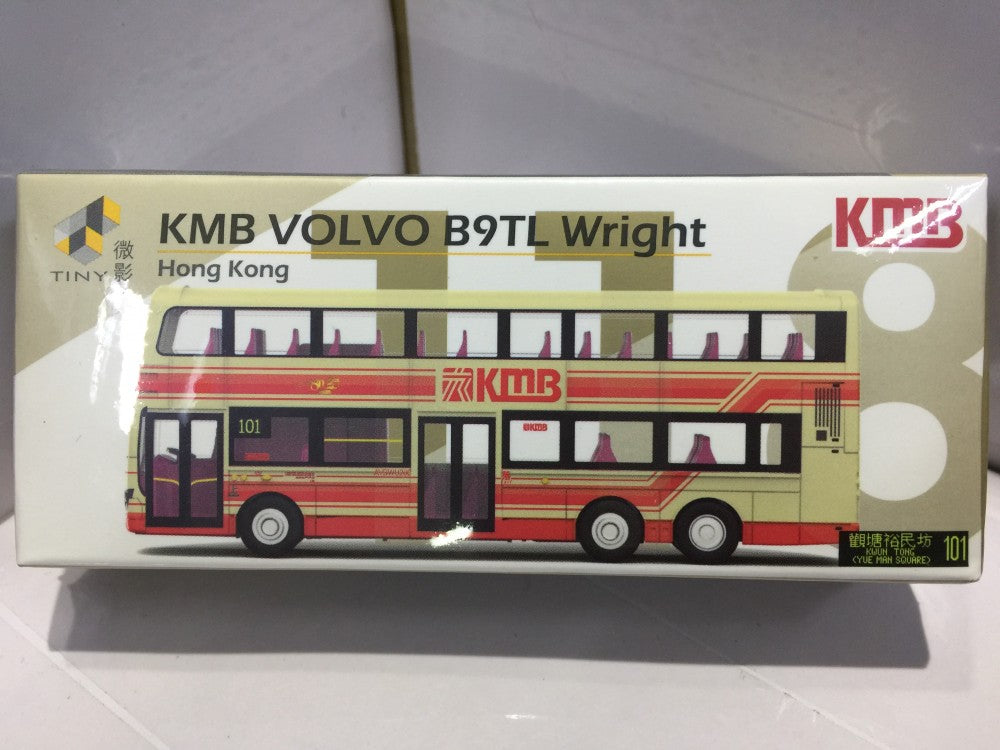 TINY
微影
KMB VOLVO B9TL Wright
Hong Kong
KMB
118
KMB
101
KMB
觀塘裕民坊
KWUN TONG
(YUE MAN SQUARE)
101